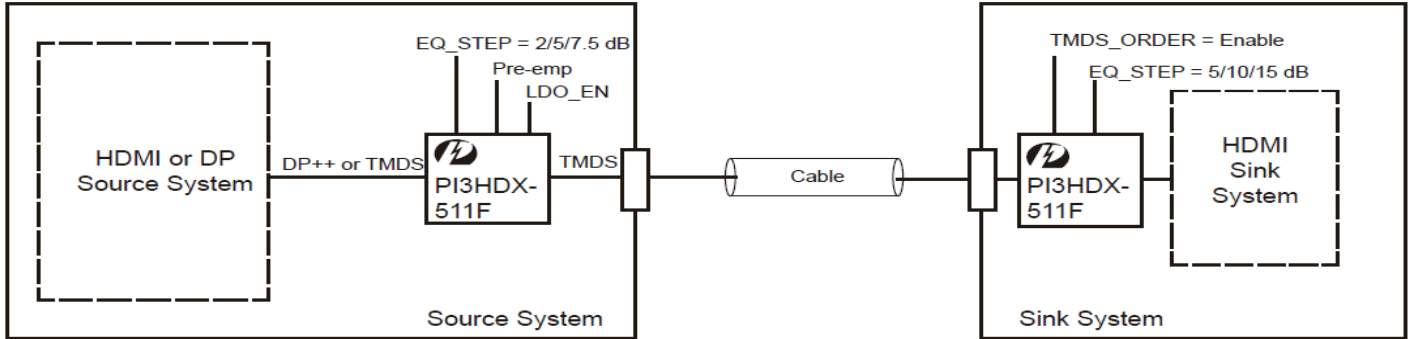 EQ_STEP = 2/5/7.5 dB
Pre-emp
LDO_EN
HDMI or DP
Source System
DP++ or TMDS
PI3HDX-
511F
TMDS
Source System
Cable
TMDS_ORDER = Enable
EQ_STEP = 5/10/15 dB
PI3HDX-
511F
HDMI
Sink
System
Sink System